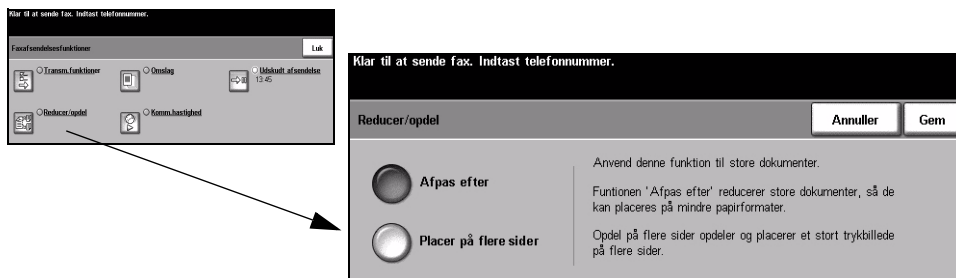 Klar til at sende fax. Indtast telefonnummer.
Faxafsendelsesfunktioner
Luk
Transm.funktioner
Omslag
Udskudt afsendelse
13:45
Reducer/opdel
Komm.hastighed
Klar til at sende fax. Indtast telefonnummer.
Reducer/opdel
Annuller
Gem
Afpas efter
Placer på flere sider
Anvend denne funktion til store dokumenter.
Funtionen 'Afpas efter' reducerer store dokumenter, så de
kan placeres på mindre papirformater.
Opdel på flere sider opdeler og placerer et stort trykbillede
på flere sider.